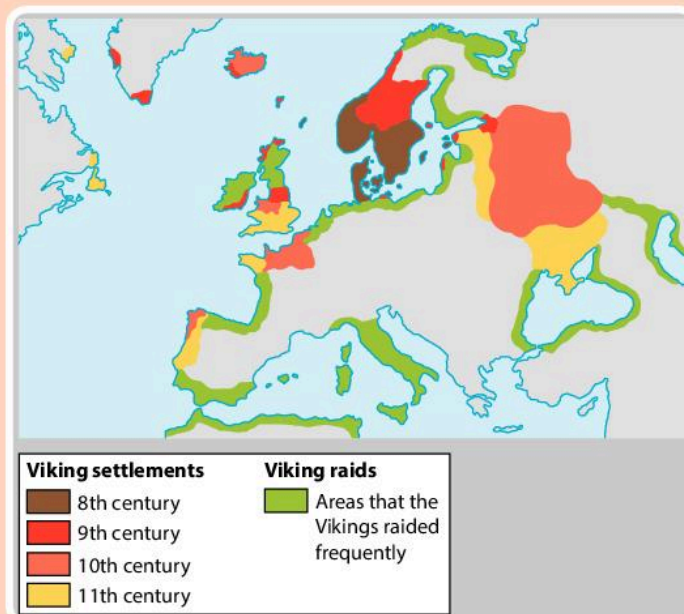 Viking settlements
8th century
9th century
10th century
11th century
Viking raids
Areas that the
Vikings raided
frequently